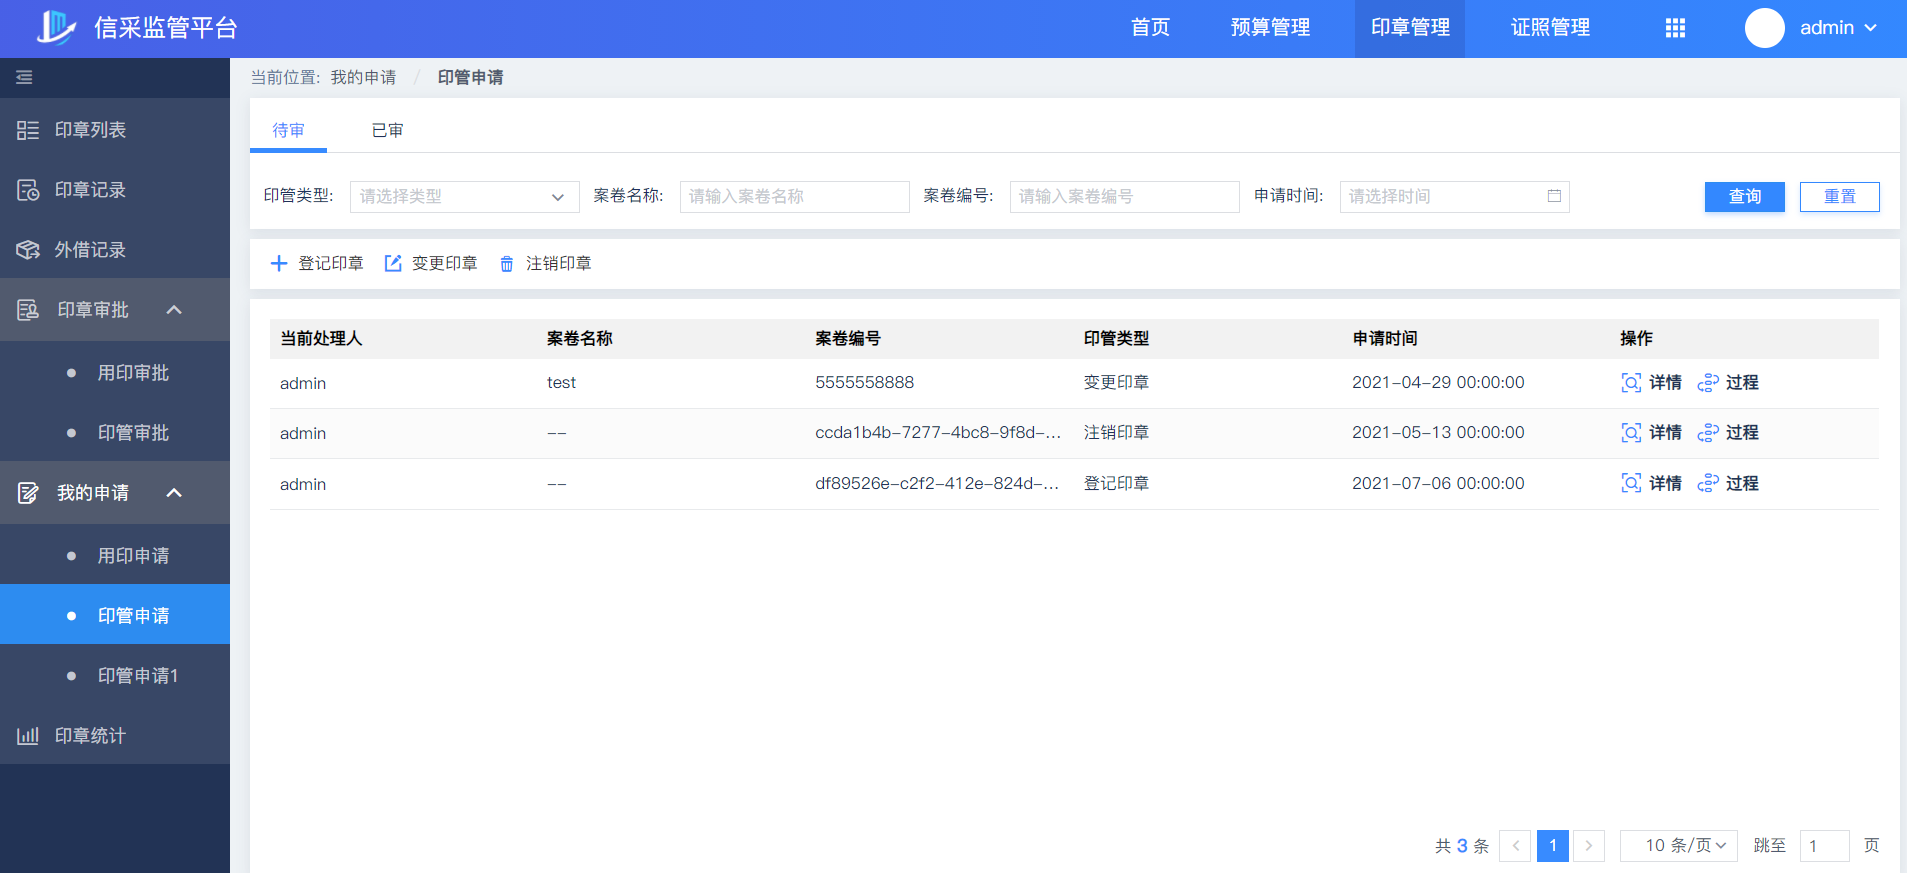 信采监管平台
首页
预算管理
印章管理
证照管理
admin
当前位置: 我的申请 / 印管申请
印章列表
印章记录
外借记录
印章审批
用印审批
印管审批
我的申请
用印申请
印管申请
印管申请1
印章统计
待审
已审
印管类型: 请选择类型
案卷名称: 请输入案卷名称
案卷编号: 请输入案卷编号
申请时间: 请选择时间
查询
重置
登记印章
变更印章
注销印章
当前处理人 案卷名称 案卷编号 印管类型 申请时间 操作
admin test 5555558888 变更印章 2021-04-29 00:00:00 详情 过程
admin -- ccda1b4b-7277-4bc8-9f8d-... 注销印章 2021-05-13 00:00:00 详情 过程
admin -- df89526e-c2f2-412e-824d-... 登记印章 2021-07-06 00:00:00 详情 过程
共 3 条 < 1 > 10 条/页 跳至 1 页